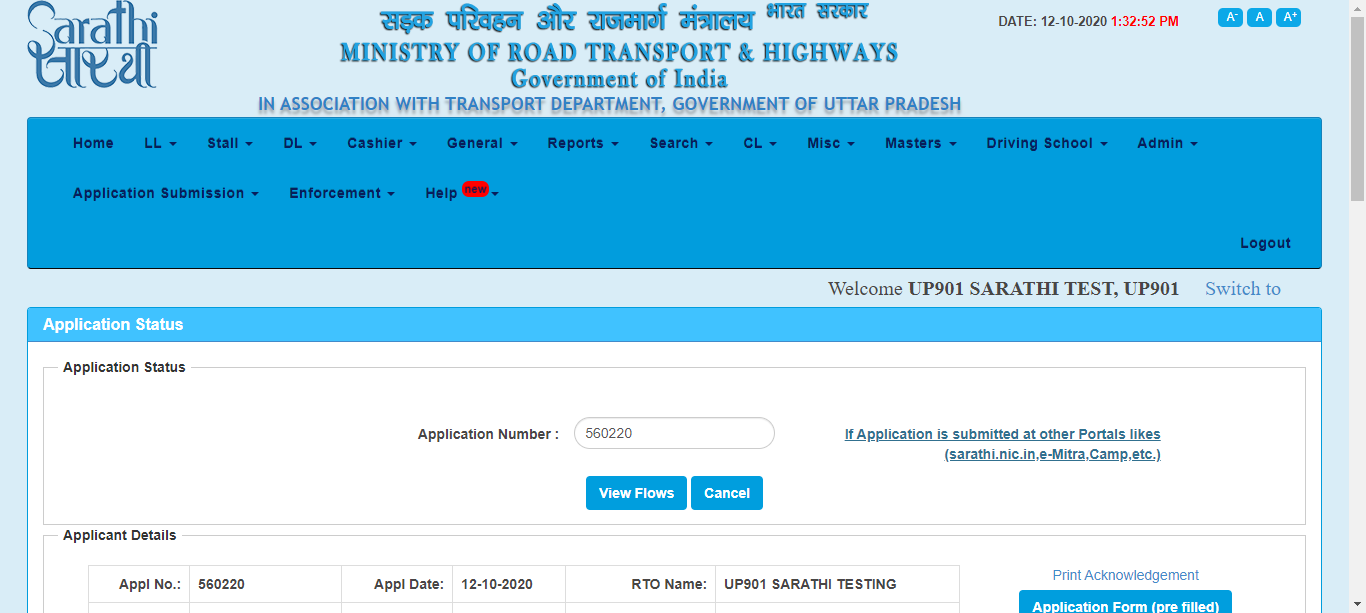 Sarathi
सारथी
सड़क परिवहन और राजमार्ग मंत्रालय भारत सरकार
MINISTRY OF ROAD TRANSPORT & HIGHWAYS
Government of India
IN ASSOCIATION WITH TRANSPORT DEPARTMENT, GOVERNMENT OF UTTAR PRADESH
DATE: 12-10-2020 1:32:52 PM
A- A A+
Home LL Stall DL Cashier General Reports Search CL Misc Masters Driving School Admin
Application Submission Enforcement Help new
Logout
Welcome UP901 SARATHI TEST, UP901 Switch to
Application Status
Application Status
Application Number : 560220
If Application is submitted at other Portals likes
(sarathi.nic.in,e-Mitra,Camp,etc.)
View Flows Cancel
Applicant Details
Appl No.: 560220 Appl Date: 12-10-2020 RTO Name: UP901 SARATHI TESTING
Print Acknowledgement
Application Form (pre filled)